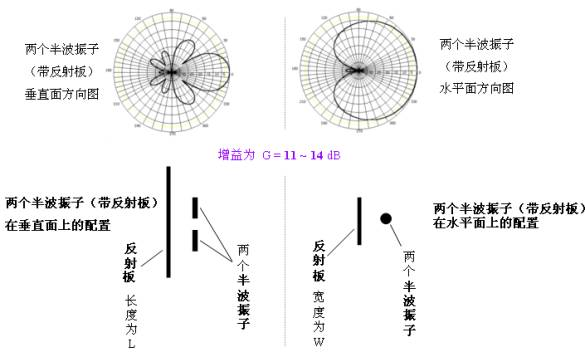 两个半波振子
（带反射板）
垂直面方向图
两个半波振子
（带反射板）
水平面方向图
增益为 G = 11 ~ 14 dB
两个半波振子（带反射板）
在垂直面上的配置
反射板 长度为L
两个半波振子
两个半波振子（带反射板）
在水平面上的配置
反射板 宽度为W
两个半波振子